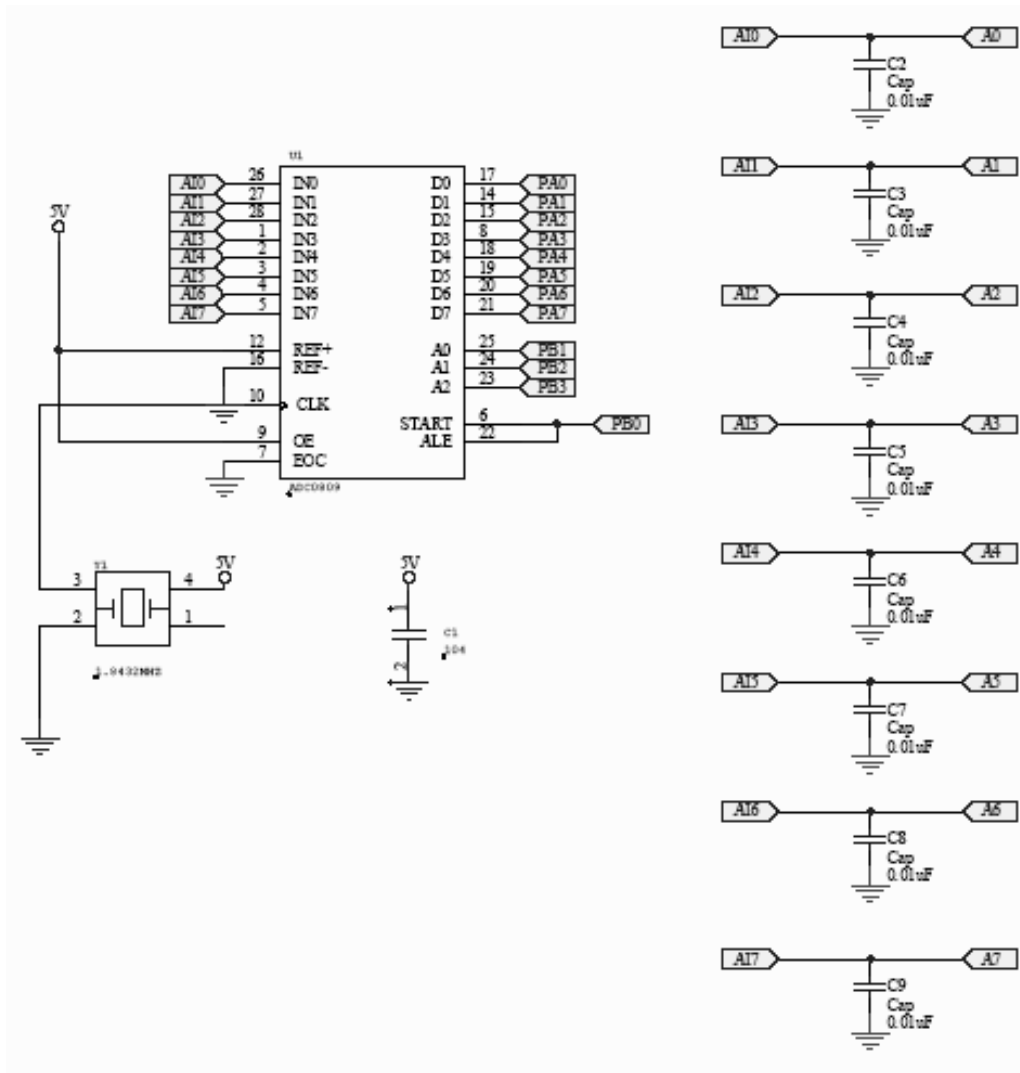 U1
AI0 26 IN0 D0 17 PA0
AI1 27 IN1 D1 14 PA1
AI2 28 IN2 D2 15 PA2
AI3 1 IN3 D3 8 PA3
AI4 2 IN4 D4 18 PA4
AI5 3 IN5 D5 19 PA5
AI6 4 IN6 D6 20 PA6
AI7 5 IN7 D7 21 PA7
5V
12 REF+ A0 25 PB1
16 REF- A1 24 PB2
A2 23 PB3
10 CLK
START 6 PB0
9 OE ALE 22
7 EOC
ADC0809
Y1
3 4 5V
2 1
1.8432MHZ
5V
1
C1
104
2
AI0 A0
C2
Cap
0.01uF
AI1 A1
C3
Cap
0.01uF
AI2 A2
C4
Cap
0.01uF
AI3 A3
C5
Cap
0.01uF
AI4 A4
C6
Cap
0.01uF
AI5 A5
C7
Cap
0.01uF
AI6 A6
C8
Cap
0.01uF
AI7 A7
C9
Cap
0.01uF